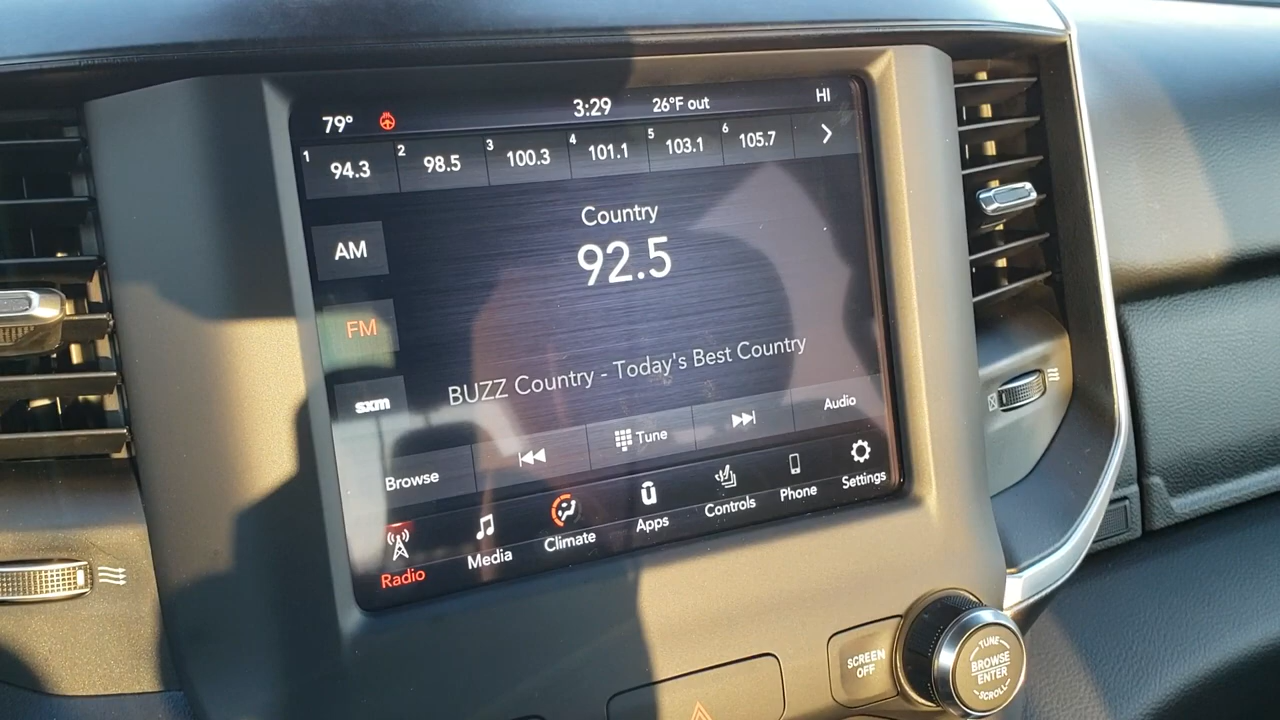 79° 3:29 26°F out HI
1 94.3 2 98.5 3 100.3 4 101.1 5 103.1 6 105.7
Country
92.5
AM
FM
sxm
BUZZ Country - Today's Best Country
Browse Tune Audio
Radio Media Climate Apps Controls Phone Settings
SCREEN
OFF
TUNE
BROWSE
ENTER
SCROLL